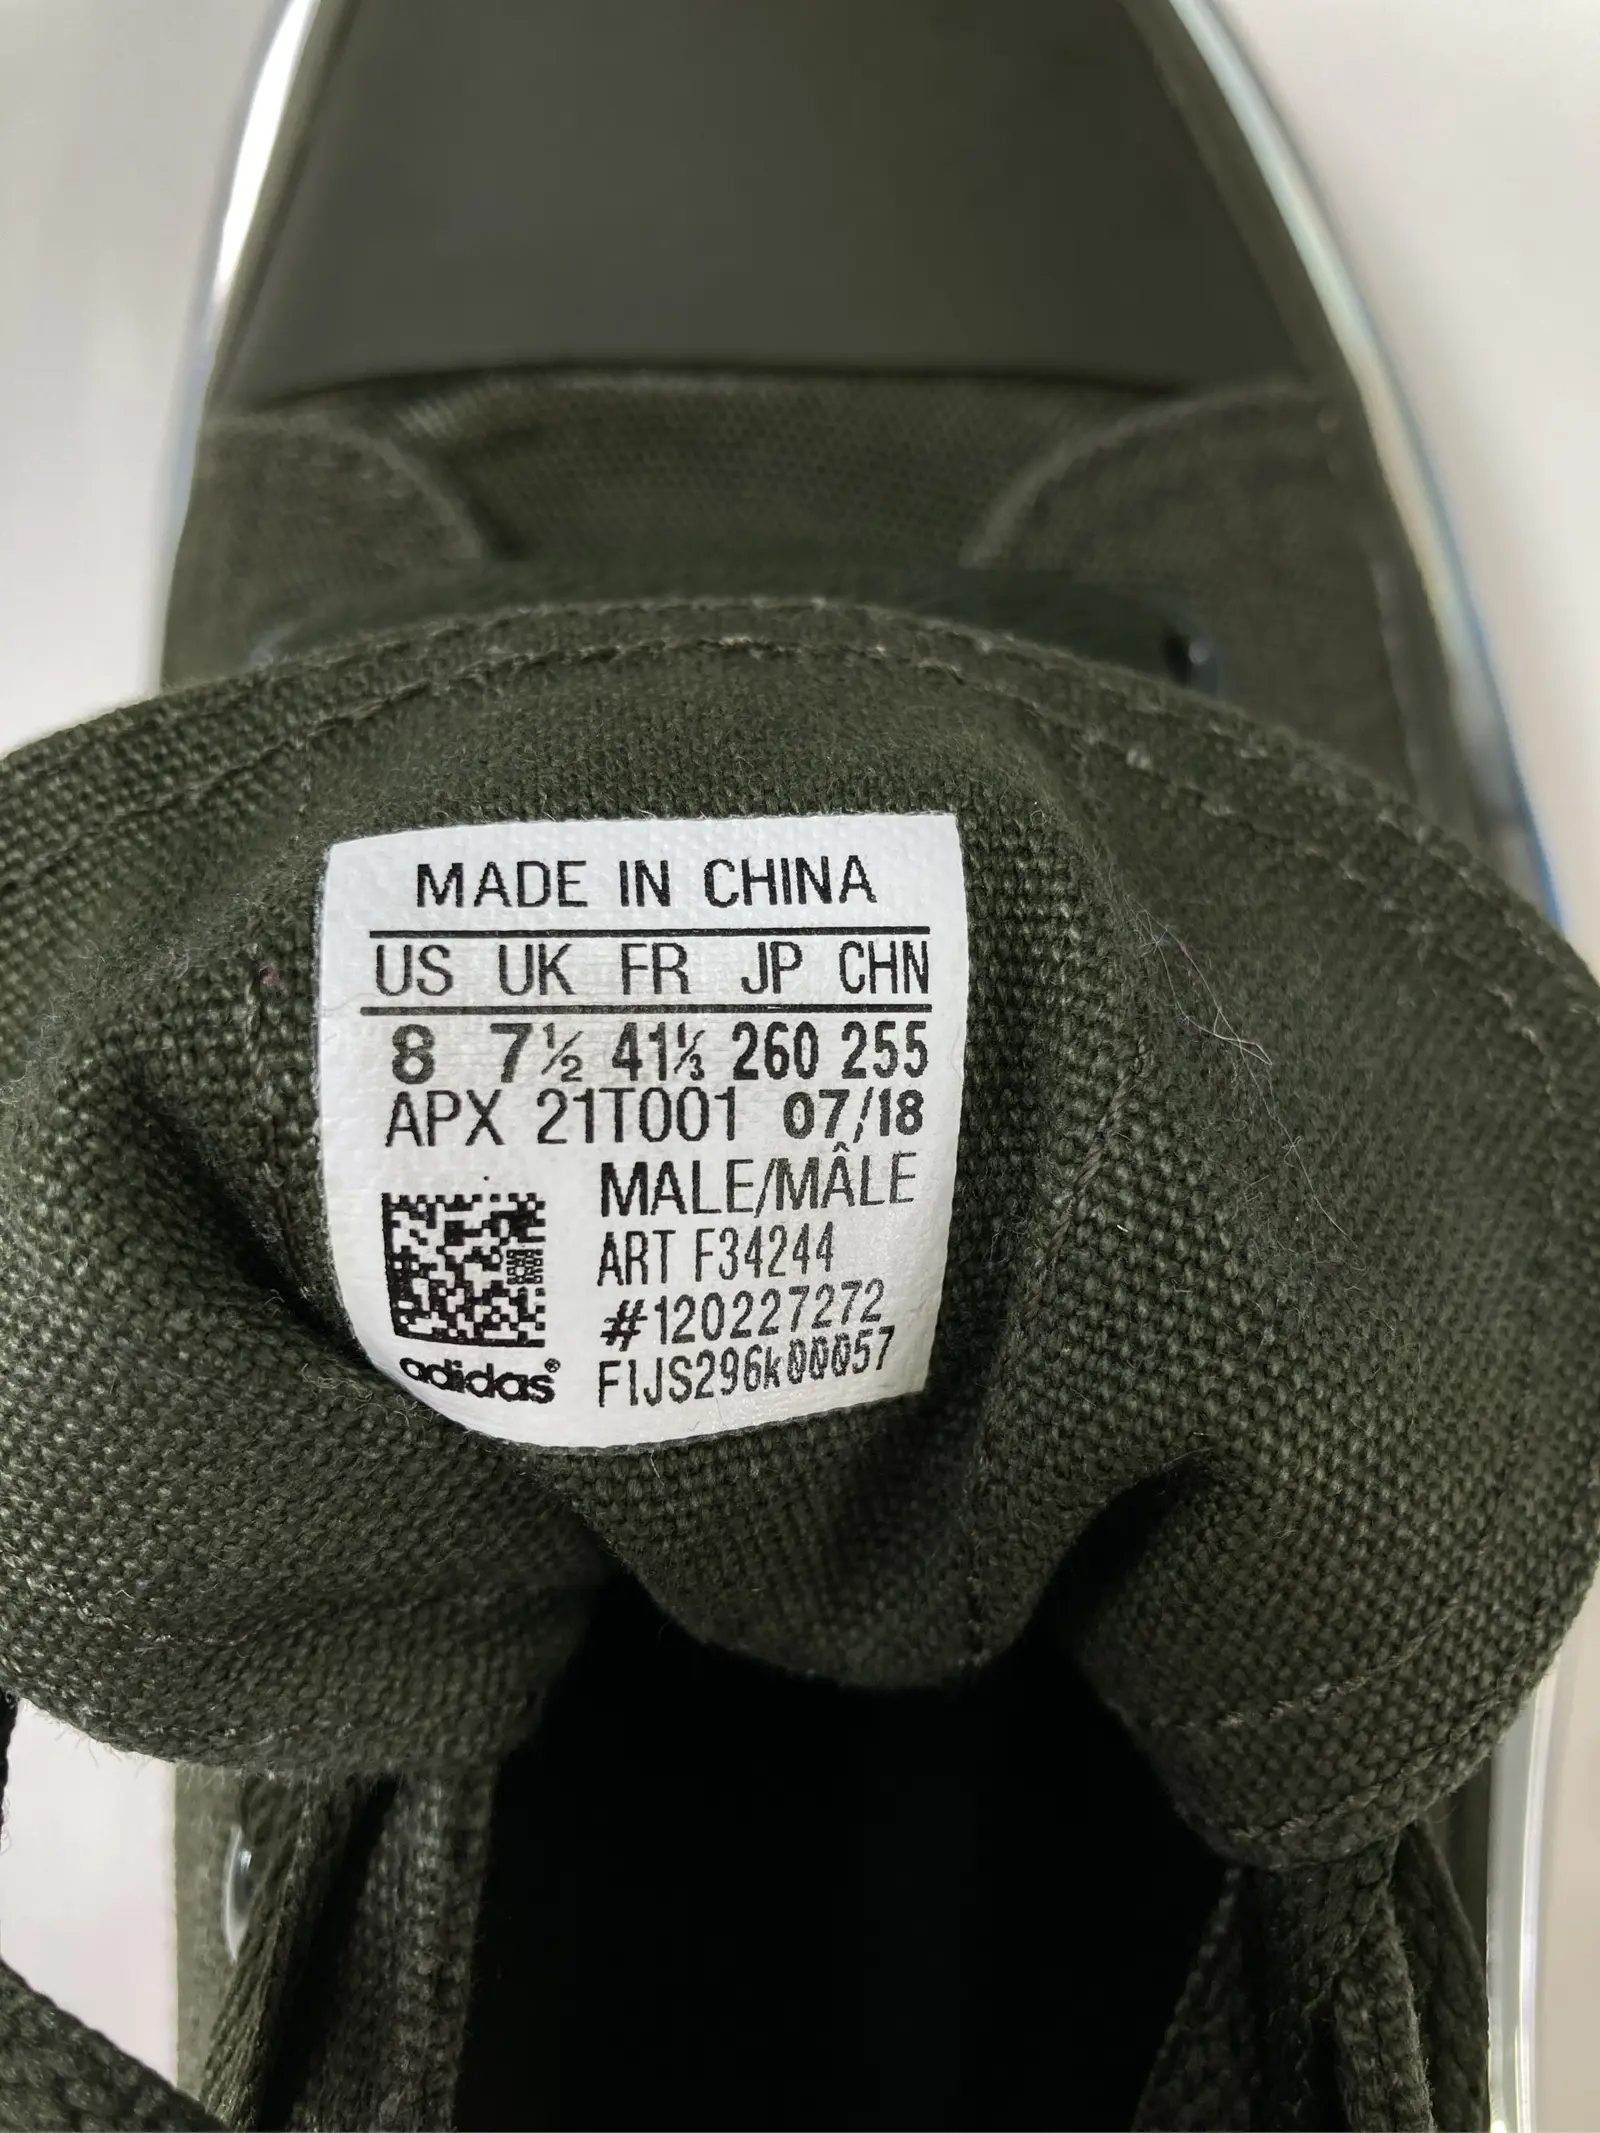 MADE IN CHINA
US UK FR JP CHN
8 7½ 41⅓ 260 255
APX 21T001 07/18
MALE/MÂLE
ART F34244
#120227272
F1JS296k00057
adidas®